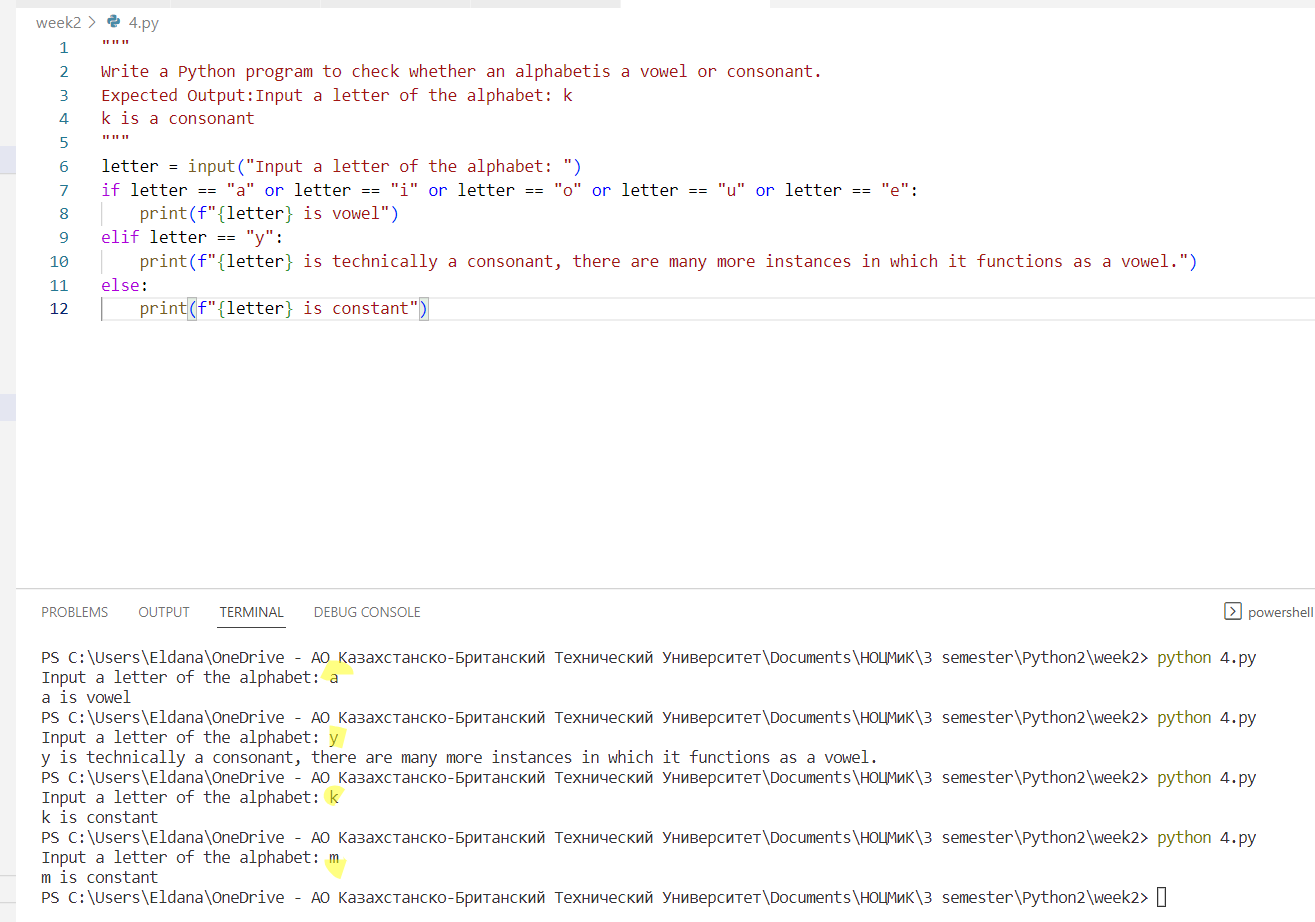 week2 > 4.py
1 """
2 Write a Python program to check whether an alphabetis a vowel or consonant.
3 Expected Output:Input a letter of the alphabet: k
4 k is a consonant
5 """
6 letter = input("Input a letter of the alphabet: ")
7 if letter == "a" or letter == "i" or letter == "o" or letter == "u" or letter == "e":
8     print(f"{letter} is vowel")
9 elif letter == "y":
10     print(f"{letter} is technically a consonant, there are many more instances in which it functions as a vowel.")
11 else:
12     print(f"{letter} is constant")
PROBLEMS OUTPUT TERMINAL DEBUG CONSOLE powershell
PS C:\Users\Eldana\OneDrive - АО Казахстанско-Британский Технический Университет\Documents\НОЦМиК\3 semester\Python2\week2> python 4.py
Input a letter of the alphabet: a
a is vowel
PS C:\Users\Eldana\OneDrive - АО Казахстанско-Британский Технический Университет\Documents\НОЦМиК\3 semester\Python2\week2> python 4.py
Input a letter of the alphabet: y
y is technically a consonant, there are many more instances in which it functions as a vowel.
PS C:\Users\Eldana\OneDrive - АО Казахстанско-Британский Технический Университет\Documents\НОЦМиК\3 semester\Python2\week2> python 4.py
Input a letter of the alphabet: k
k is constant
PS C:\Users\Eldana\OneDrive - АО Казахстанско-Британский Технический Университет\Documents\НОЦМиК\3 semester\Python2\week2> python 4.py
Input a letter of the alphabet: m
m is constant
PS C:\Users\Eldana\OneDrive - АО Казахстанско-Британский Технический Университет\Documents\НОЦМиК\3 semester\Python2\week2>